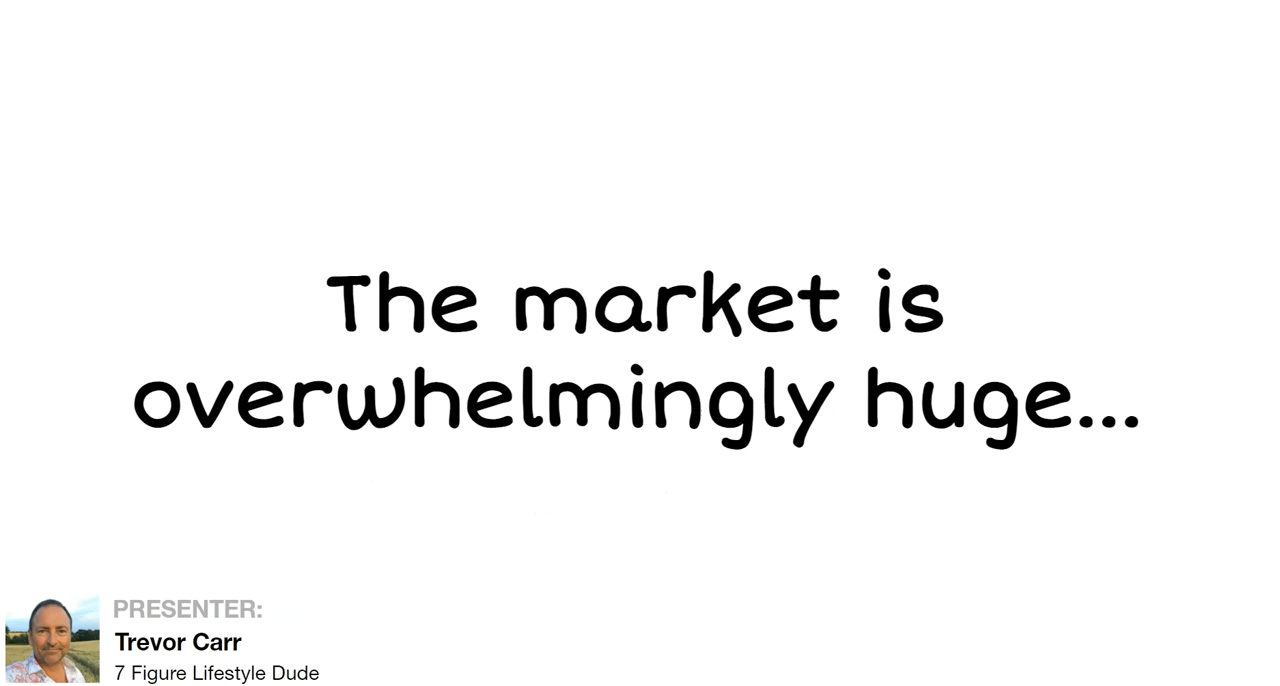 The market is
overwhelmingly huge...
PRESENTER:
Trevor Carr
7 Figure Lifestyle Dude